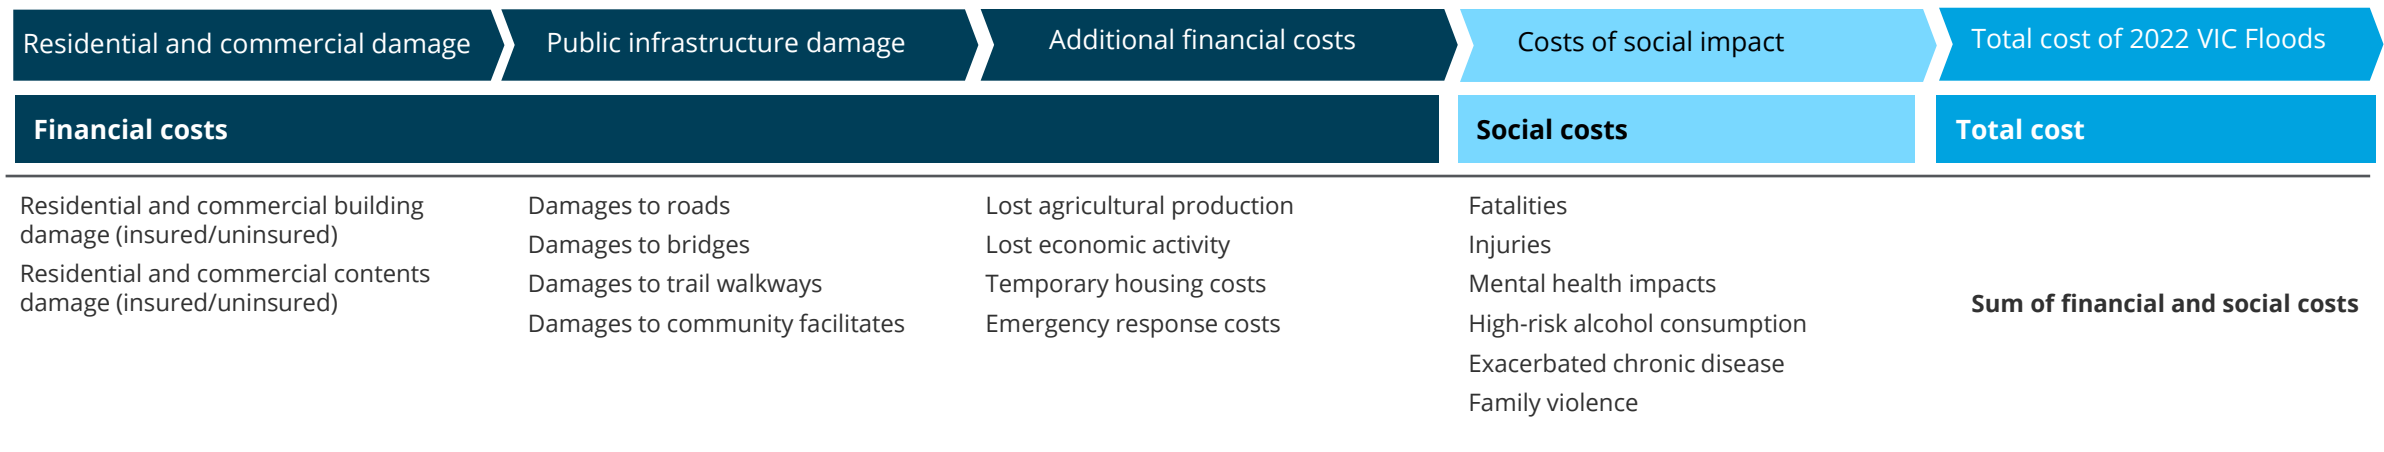 Residential and commercial damage
Public infrastructure damage
Additional financial costs
Costs of social impact
Total cost of 2022 VIC Floods
Financial costs
Social costs
Total cost
Residential and commercial building
damage (insured/uninsured)
Residential and commercial contents
damage (insured/uninsured)
Damages to roads
Damages to bridges
Damages to trail walkways
Damages to community facilitates
Lost agricultural production
Lost economic activity
Temporary housing costs
Emergency response costs
Fatalities
Injuries
Mental health impacts
High-risk alcohol consumption
Exacerbated chronic disease
Family violence
Sum of financial and social costs